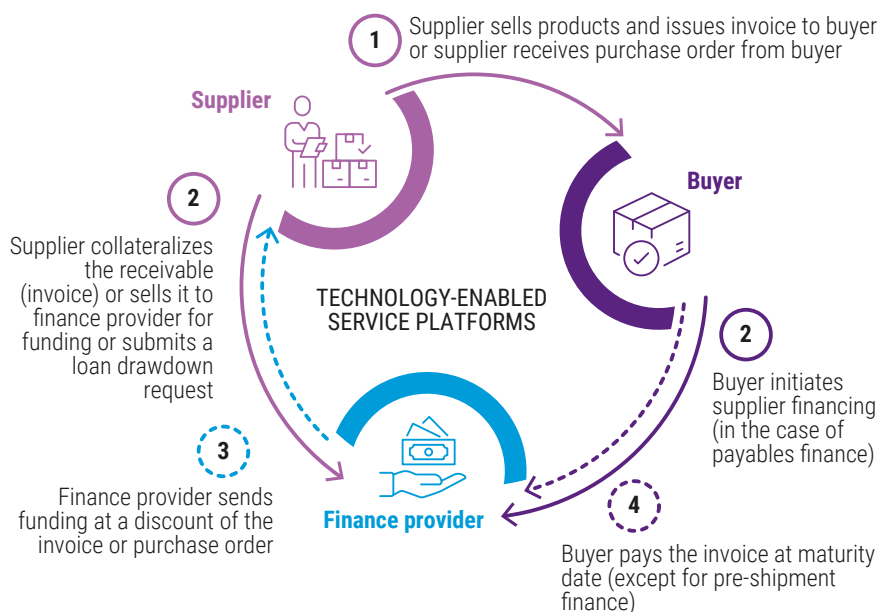 1
Supplier sells products and issues invoice to buyer
or supplier receives purchase order from buyer
Supplier
Buyer
2
Supplier collateralizes
the receivable
(invoice) or sells it to
finance provider for
funding or submits a
loan drawdown
request
TECHNOLOGY-ENABLED
SERVICE PLATFORMS
2
Buyer initiates
supplier financing
(in the case of
payables finance)
3
Finance provider sends
funding at a discount of the
invoice or purchase order
Finance provider
4
Buyer pays the invoice at maturity
date (except for pre-shipment
finance)